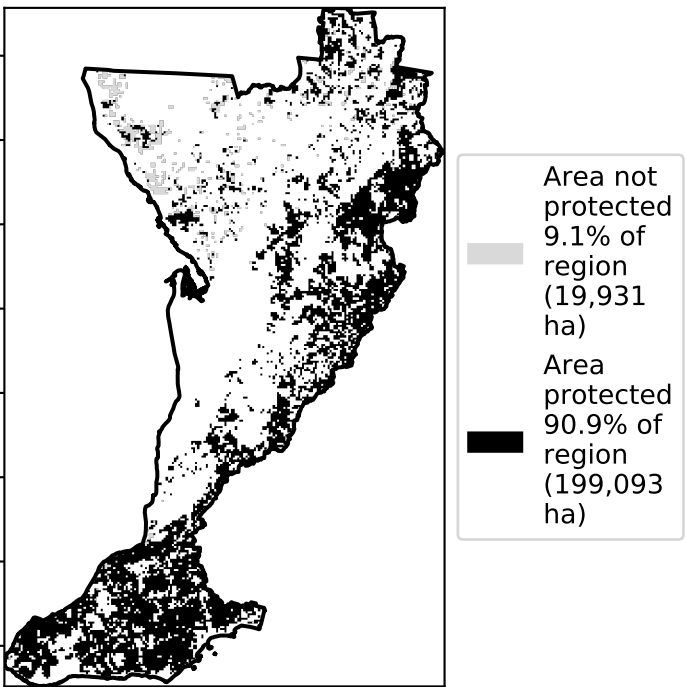 Area not
protected
9.1% of
region
(19,931
ha)
Area
protected
90.9% of
region
(199,093
ha)